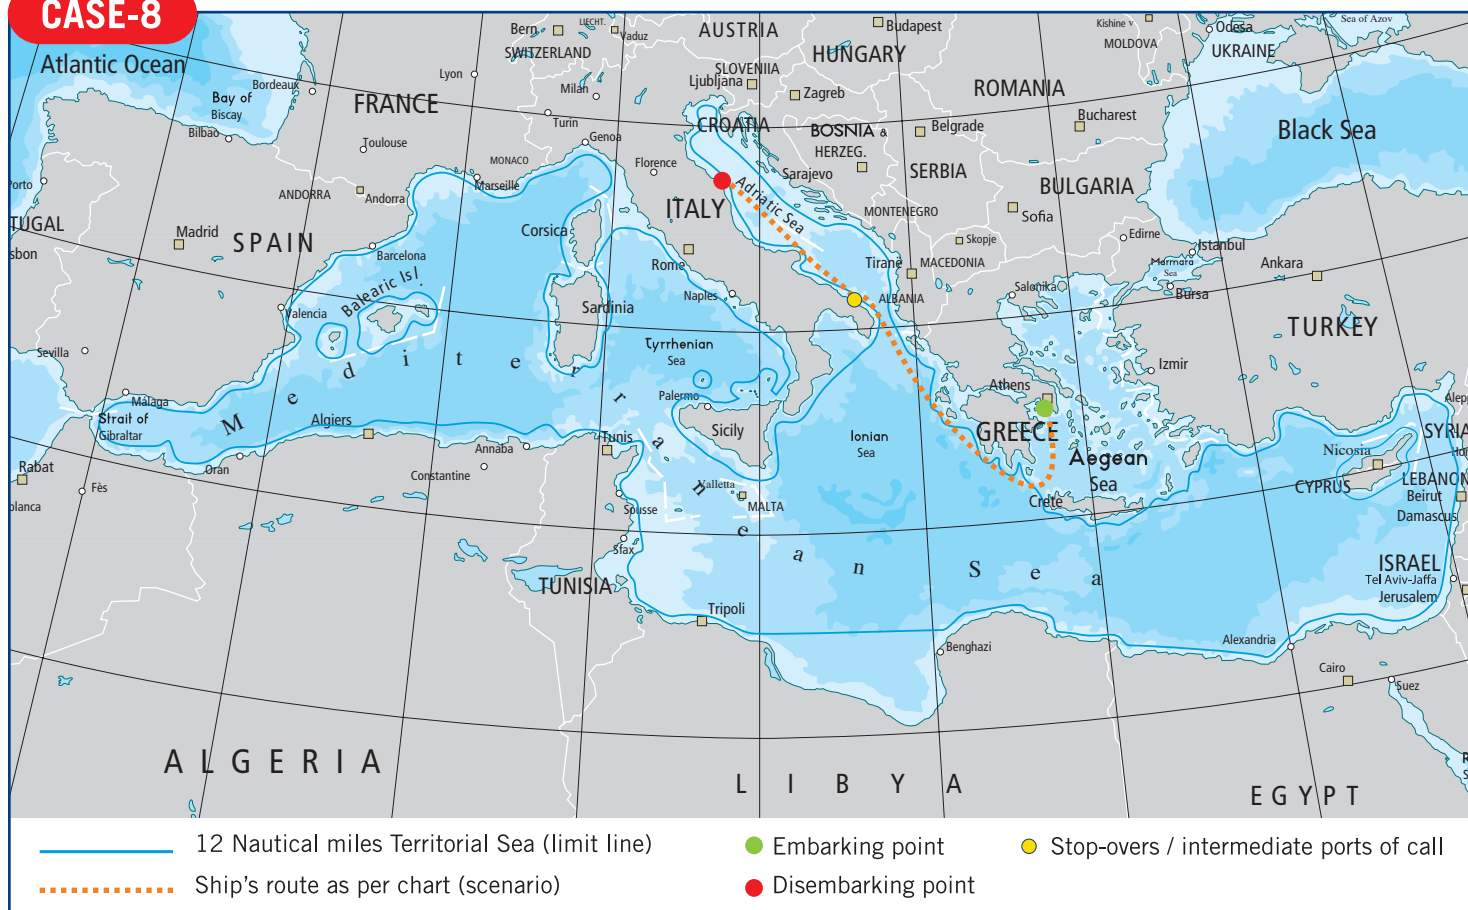 CASE-8
Atlantic Ocean
Bay of
Biscay
Bordeaux
Bilbao
Lyon
FRANCE
Toulouse
Bern
LIECHT.
Vaduz
SWITZERLAND
Milan
Turin
Genoa
MONACO
Marseille
ANDORRA
Andorra
AUSTRIA
Budapest
HUNGARY
SLOVENIIA
Ljubljana
Zagreb
CROATIA
BOSNIA &
HERZEG.
Belgrade
SERBIA
Sarajevo
ROMANIA
Bucharest
Kishine v
MOLDOVA
Odesa
UKRAINE
Sea of Azov
Black Sea
BULGARIA
Sofia
MONTENEGRO
Skopje
MACEDONIA
Tirane
ALBANIA
Edirne
Istanbul
Marmara
Sea
Bursa
Ankara
TURKEY
Izmir
Salonika
Athens
GREECE
Aegean
Sea
Crete
Florence
ITALY
Adriatic Sea
Rome
Naples
Corsica
Sardinia
Tyrrhenian
Sea
Palermo
Sicily
Ionian
Sea
Valletta
MALTA
Porto
TUGAL
sbon
Madrid
SPAIN
Barcelona
Balearic Isl
Valencia
Sevilla
Málaga
Strait of
Gibraltar
Mediterranean Sea
Rabat
Fès
blanca
Oran
Algiers
Annaba
Constantine
Tunis
Sousse
Sfax
TUNISIA
Tripoli
Benghazi
ALGERIA
LIBYA
EGYPT
Alexandria
Cairo
Suez
Nicosia
CYPRUS
Alepp
SYRIA
LEBANON
Beirut
Damascus
ISRAEL
Tel Aviv-Jaffa
Jerusalem
12 Nautical miles Territorial Sea (limit line)
Ship's route as per chart (scenario)
Embarking point
Disembarking point
Stop-overs / intermediate ports of call